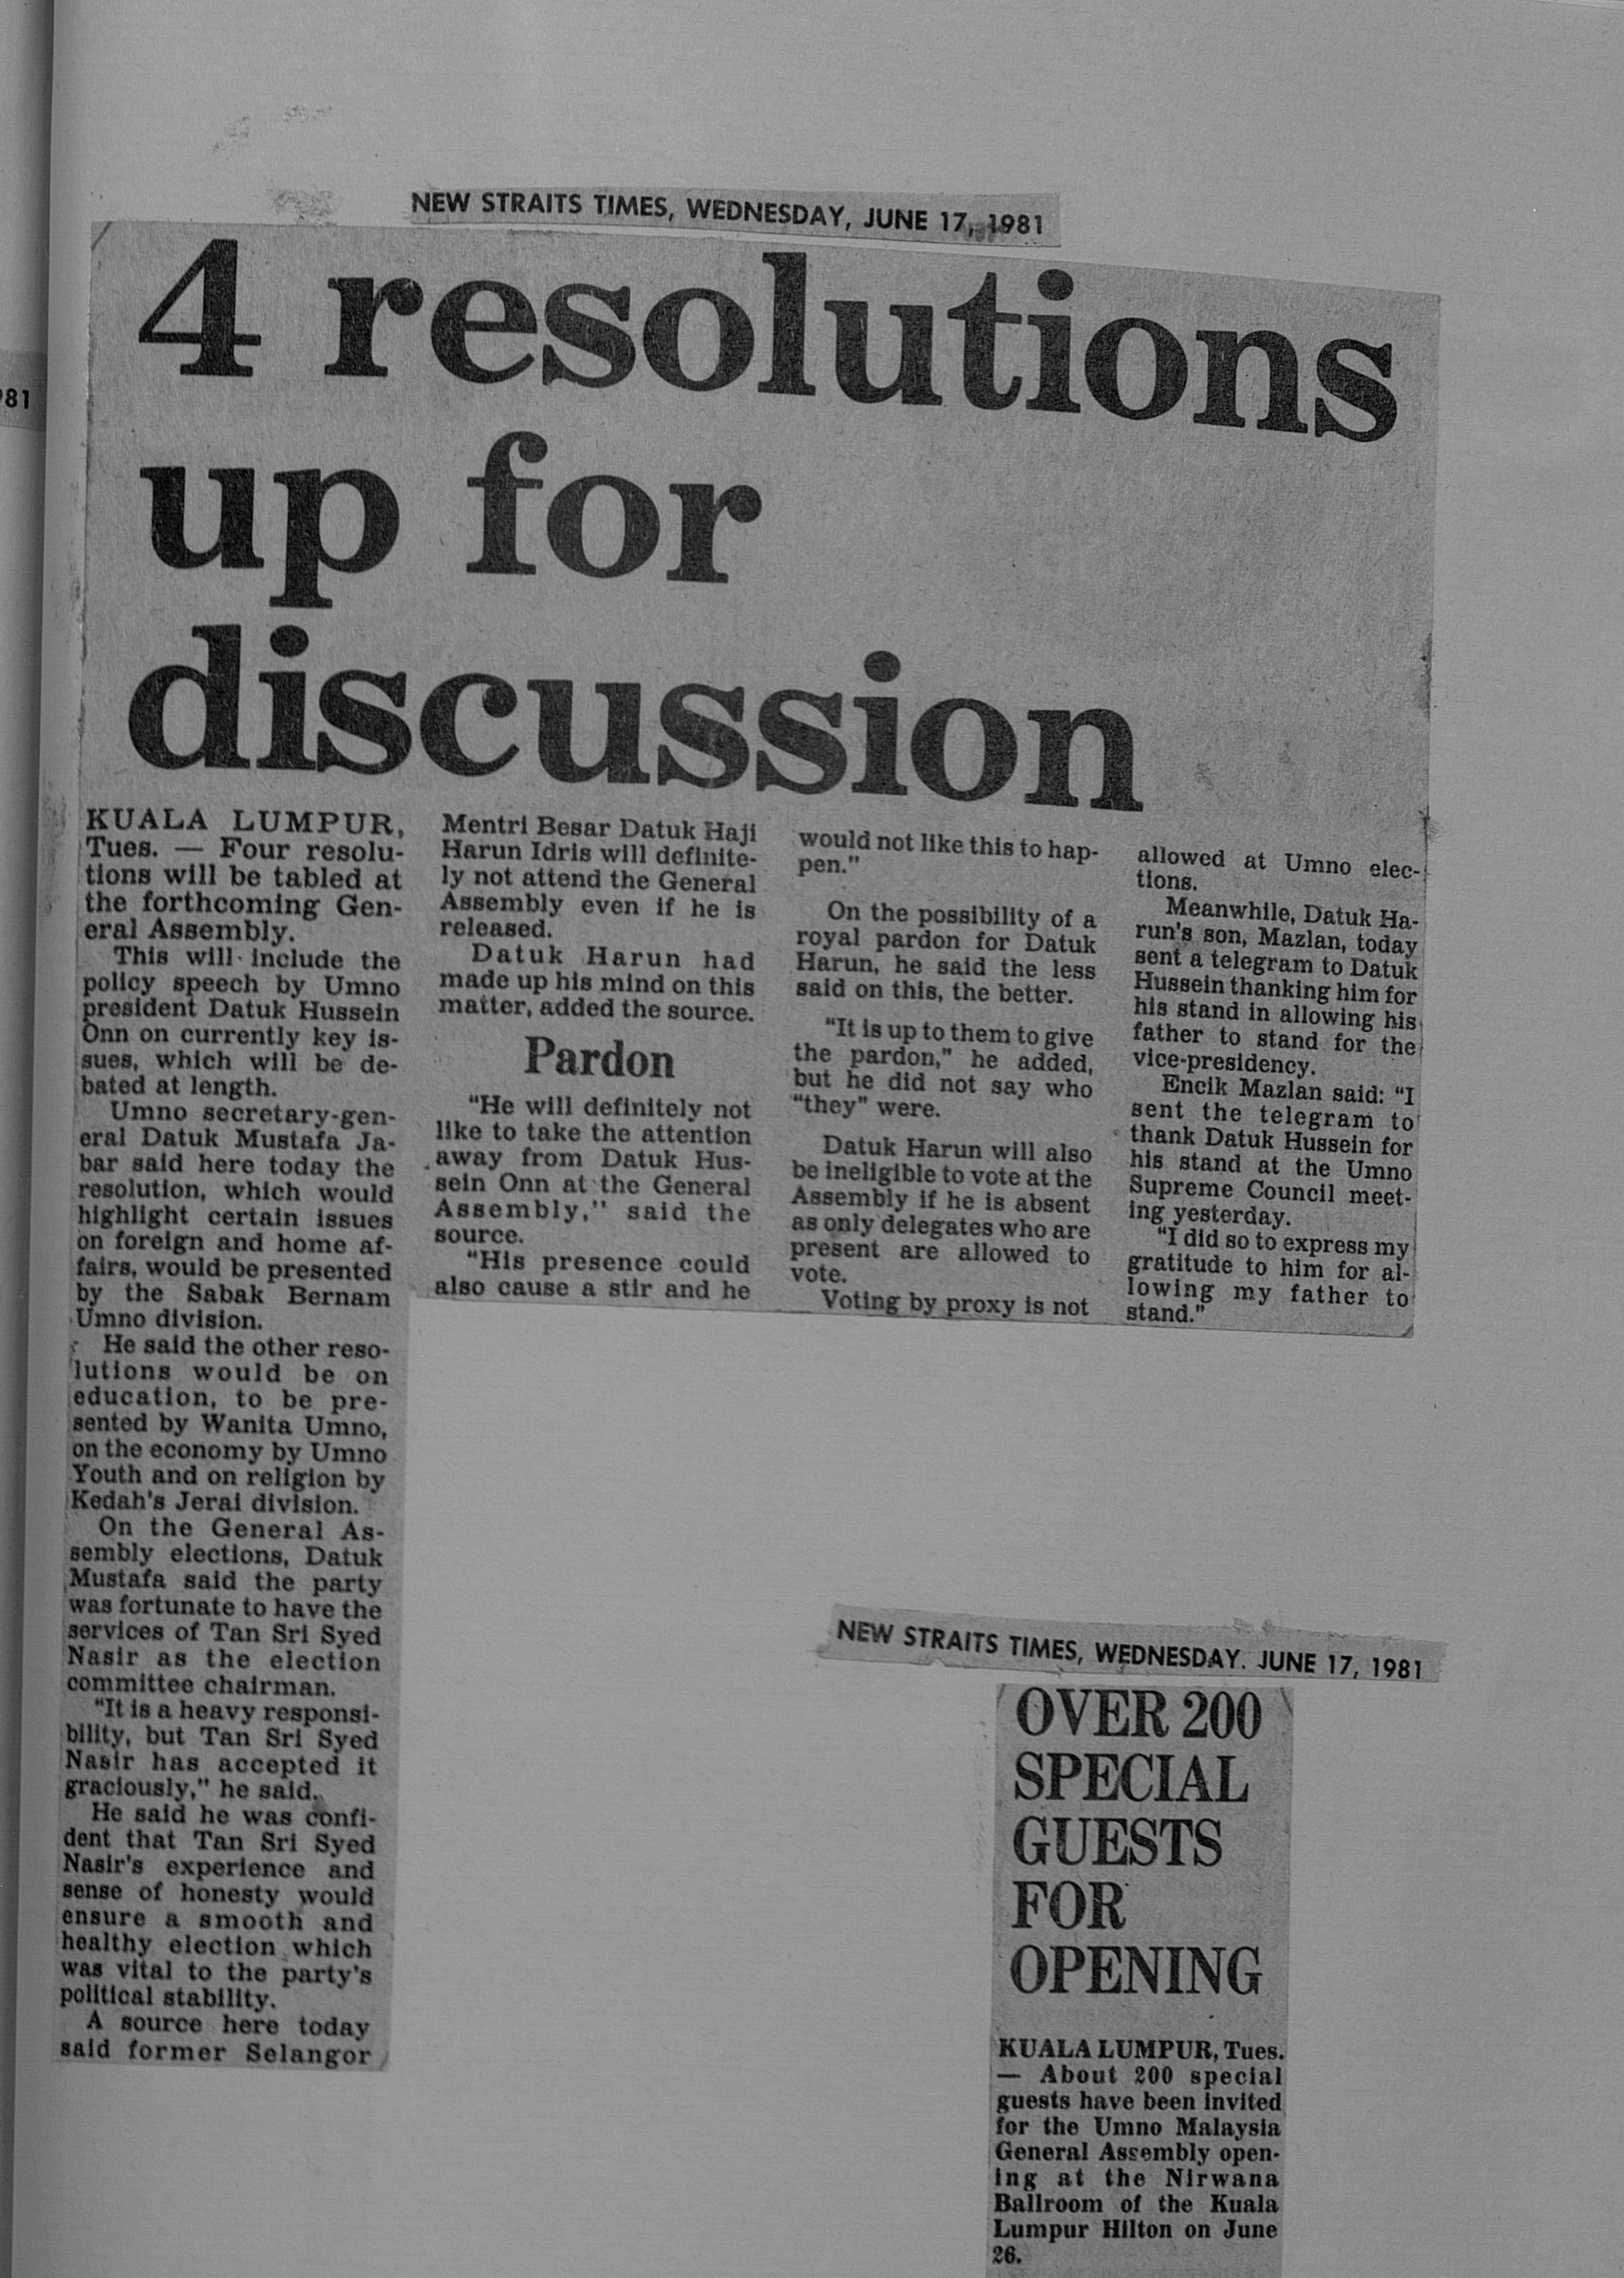 981
NEW STRAITS TIMES, WEDNESDAY, JUNE 17, 1981
4 resolutions
up for
discussion
KUALA LUMPUR,
Tues. — Four resolu-
tions will be tabled at
the forthcoming Gen-
eral Assembly.
This will include the
policy speech by Umno
president Datuk Hussein
Onn on currently key is-
sues, which will be de-
bated at length.
Umno secretary-gen-
eral Datuk Mustafa Ja-
bar said here today the
resolution, which would
highlight certain issues
on foreign and home af-
fairs, would be presented
by the Sabak Bernam
Umno division.
He said the other reso-
lutions would be on
education, to be pre-
sented by Wanita Umno,
on the economy by Umno
Youth and on religion by
Kedah's Jerai division.
On the General As-
sembly elections, Datuk
Mustafa said the party
was fortunate to have the
services of Tan Sri Syed
Nasir as the election
committee chairman.
"It is a heavy responsi-
bility, but Tan Sri Syed
Nasir has accepted it
graciously," he said.
He said he was confi-
dent that Tan Sri Syed
Nasir's experience and
sense of honesty would
ensure a smooth and
healthy election which
was vital to the party's
political stability.
A source here today
said former Selangor
Mentri Besar Datuk Haji
Harun Idris will definite-
ly not attend the General
Assembly even if he is
released.
Datuk Harun had
made up his mind on this
matter, added the source.
Pardon
"He will definitely not
like to take the attention
away from Datuk Hus-
sein Onn at the General
Assembly," said the
source.
"His presence could
also cause a stir and he
would not like this to hap-
pen."
On the possibility of a
royal pardon for Datuk
Harun, he said the less
said on this, the better.
"It is up to them to give
the pardon," he added,
but he did not say who
"they" were.
Datuk Harun will also
be ineligible to vote at the
Assembly if he is absent
as only delegates who are
present are allowed to
vote.
Voting by proxy is not
allowed at Umno elec-
tions.
Meanwhile, Datuk Ha-
run's son, Mazlan, today
sent a telegram to Datuk
Hussein thanking him for
his stand in allowing his
father to stand for the
vice-presidency.
Encik Mazlan said: "I
sent the telegram to
thank Datuk Hussein for
his stand at the Umno
Supreme Council meet-
ing yesterday.
"I did so to express my
gratitude to him for al-
lowing my father to
stand."
NEW STRAITS TIMES, WEDNESDAY. JUNE 17, 1981
OVER 200
SPECIAL
GUESTS
FOR
OPENING
KUALA LUMPUR, Tues.
— About 200 special
guests have been invited
for the Umno Malaysia
General Assembly open-
ing at the Nirwana
Ballroom of the Kuala
Lumpur Hilton on June
26.